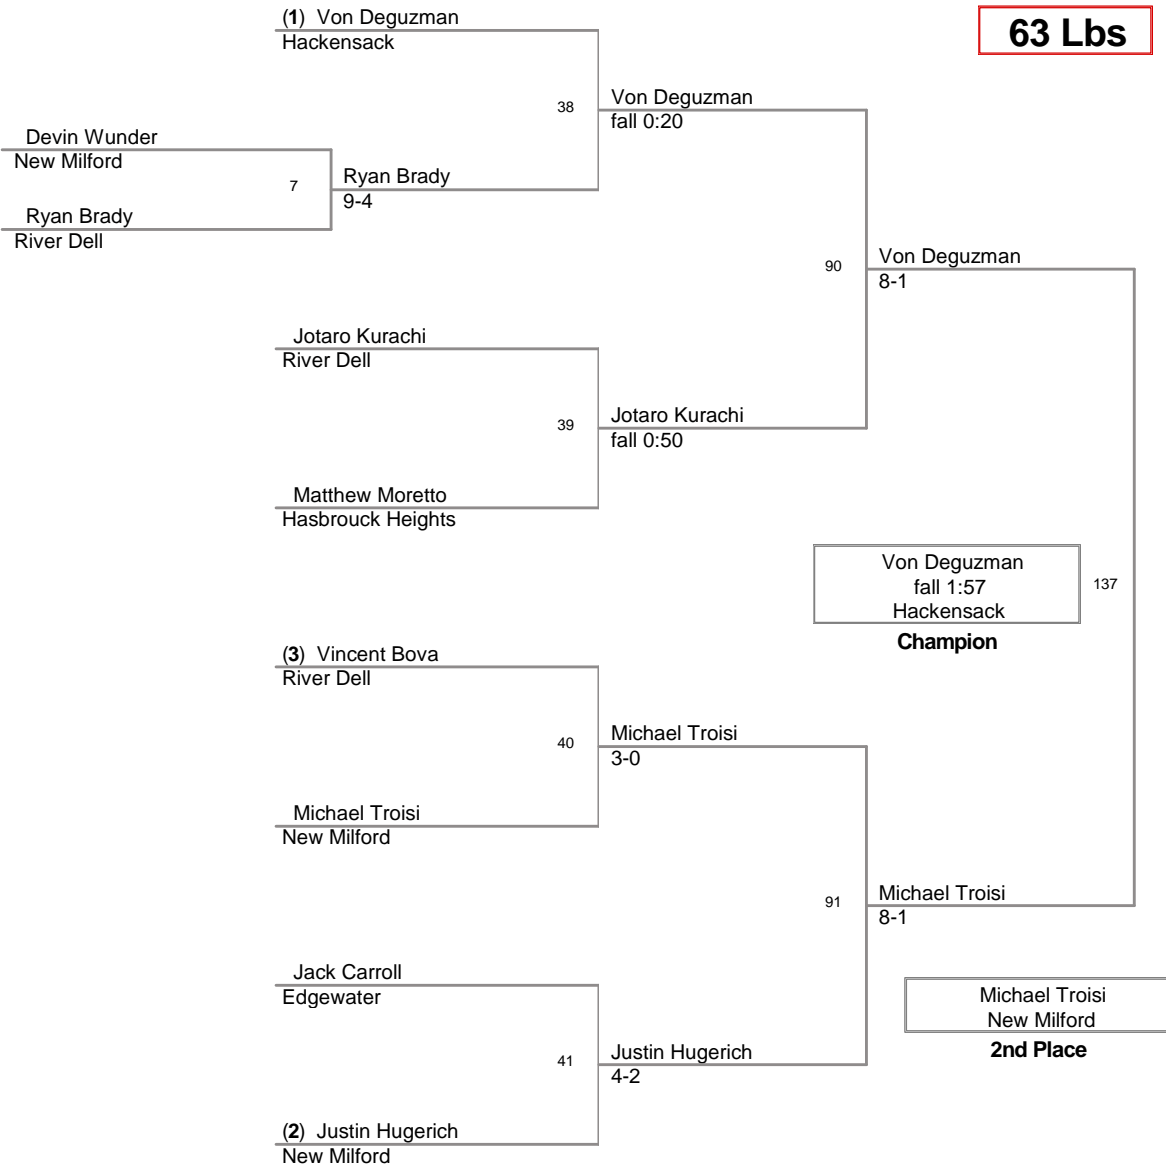 (1) Von Deguzman
Hackensack
63 Lbs
38
Von Deguzman
fall 0:20
Devin Wunder
New Milford
7
Ryan Brady
9-4
Ryan Brady
River Dell
90
Von Deguzman
8-1
Jotaro Kurachi
River Dell
39
Jotaro Kurachi
fall 0:50
Matthew Moretto
Hasbrouck Heights
Von Deguzman
fall 1:57
Hackensack
137
Champion
(3) Vincent Bova
River Dell
40
Michael Troisi
3-0
Michael Troisi
New Milford
91
Michael Troisi
8-1
Jack Carroll
Edgewater
Michael Troisi
New Milford
2nd Place
41
Justin Hugerich
4-2
(2) Justin Hugerich
New Milford